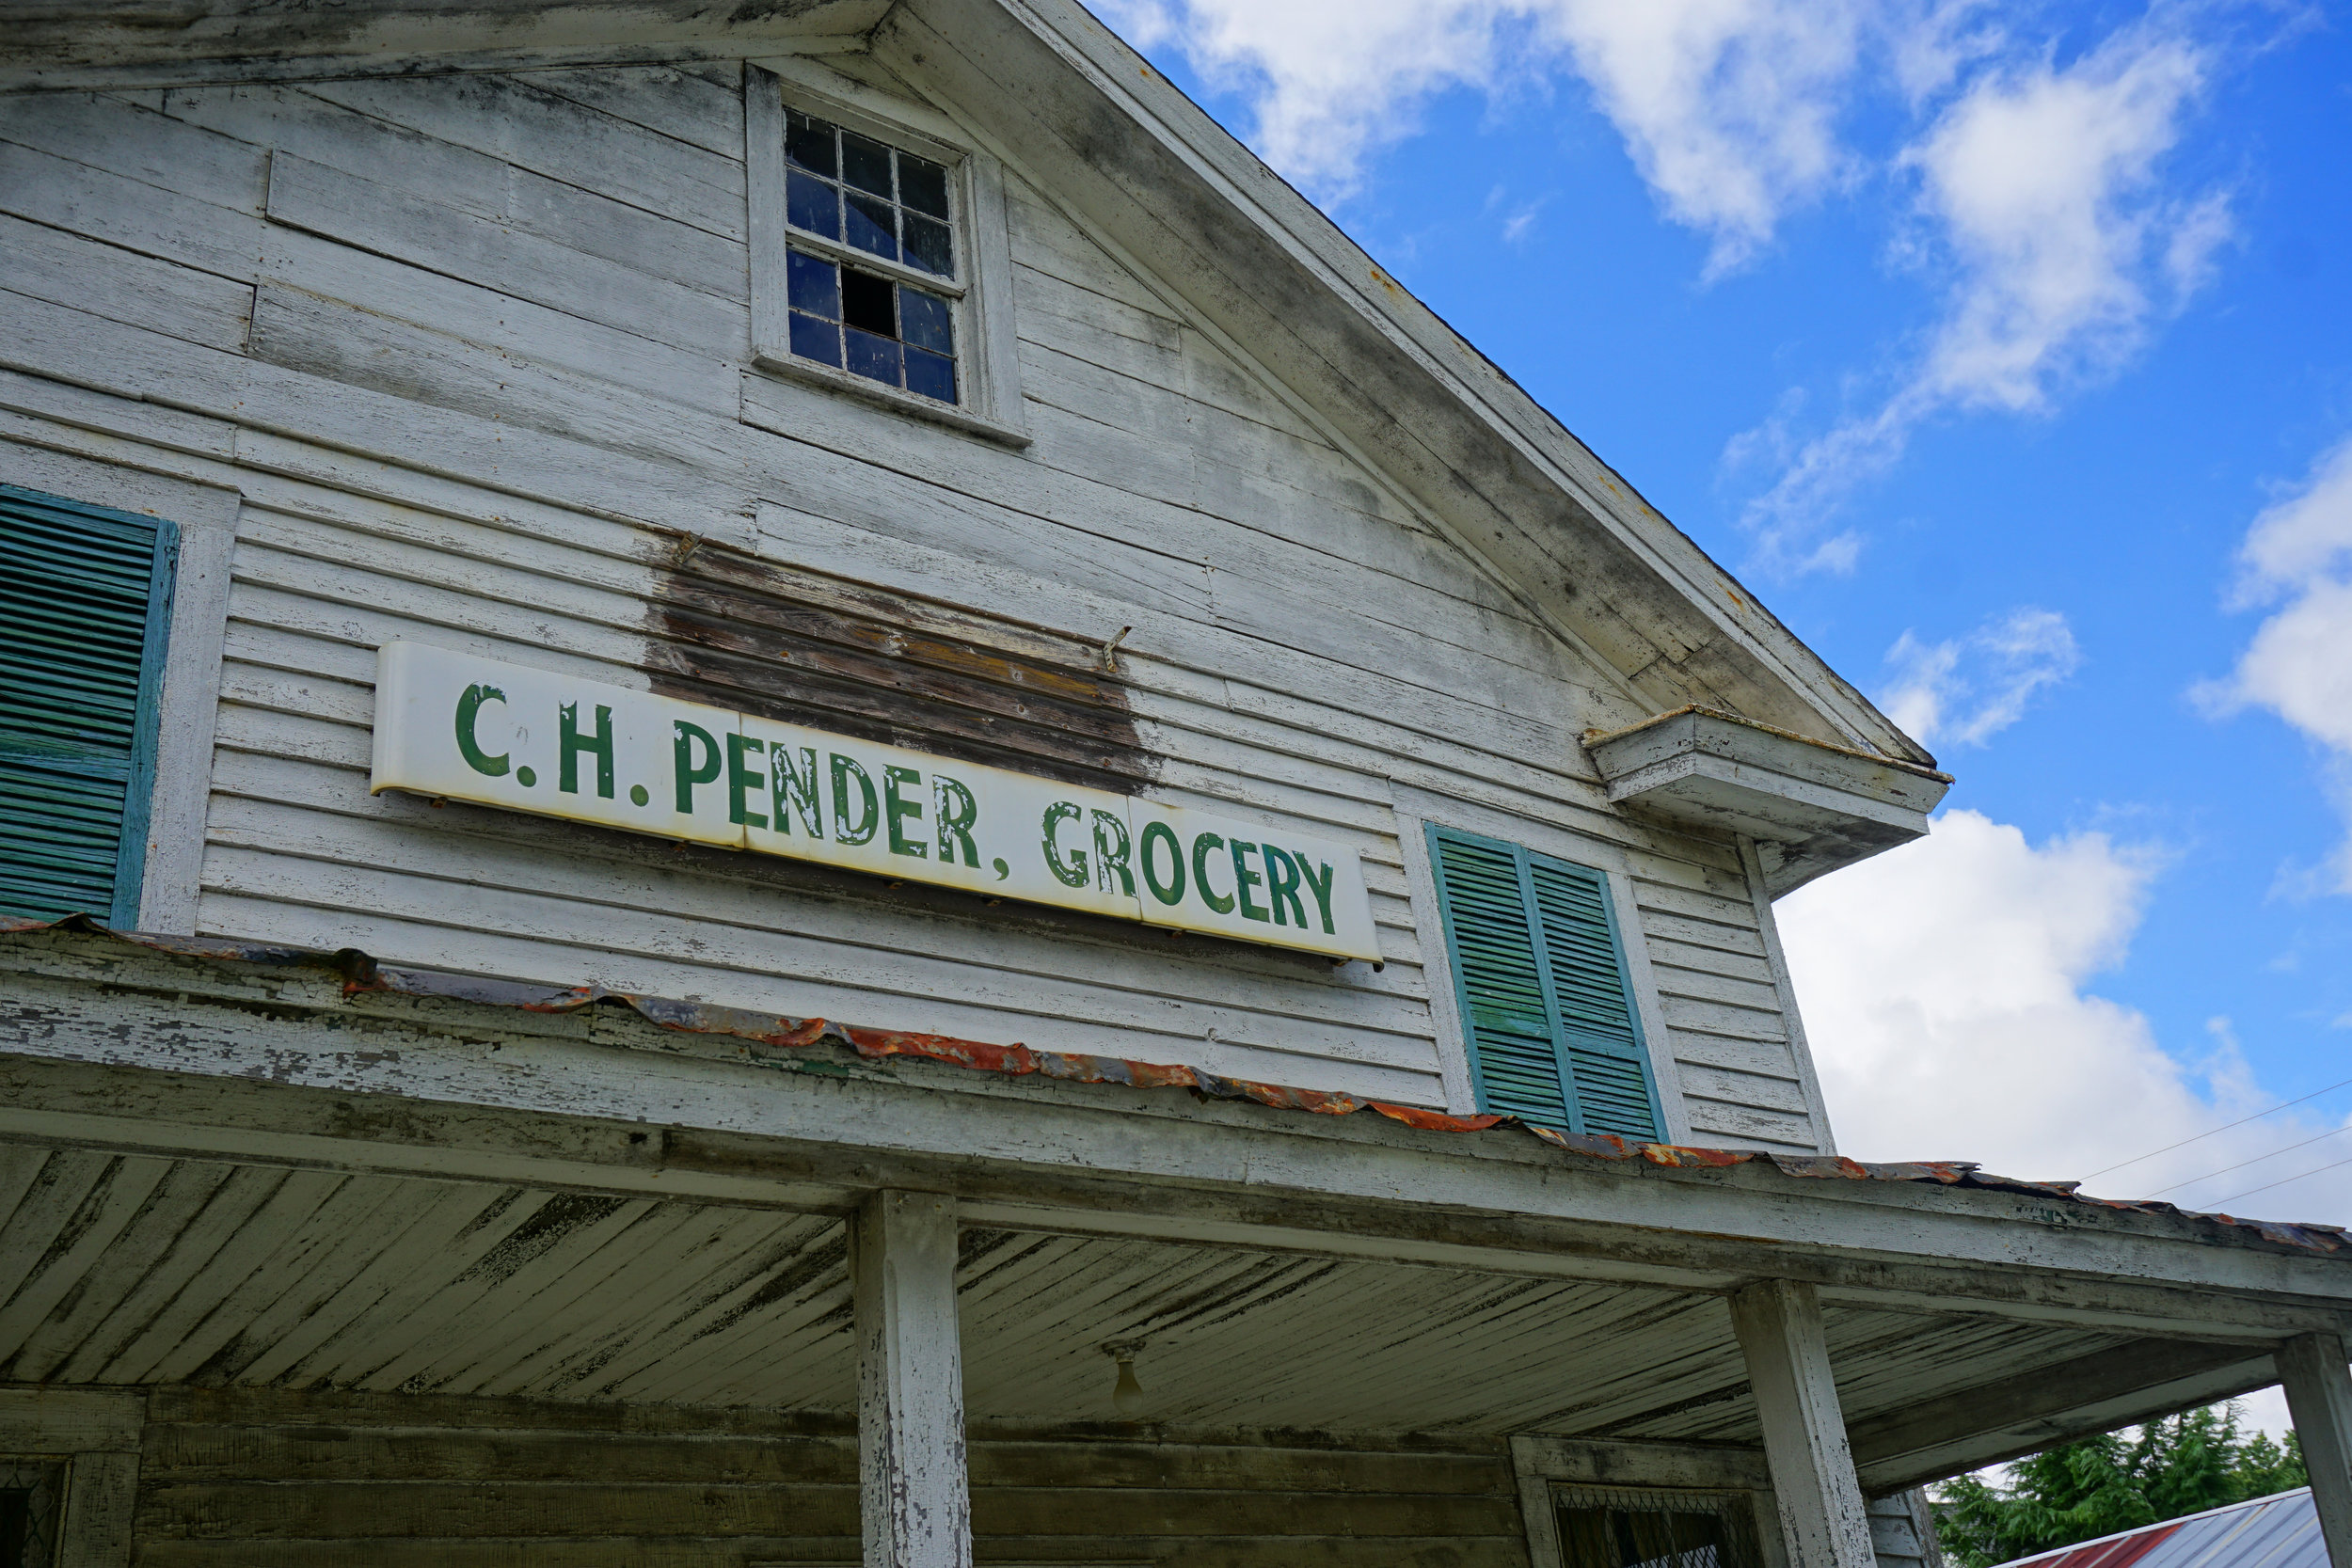 C. H. PENDER, GROCERY